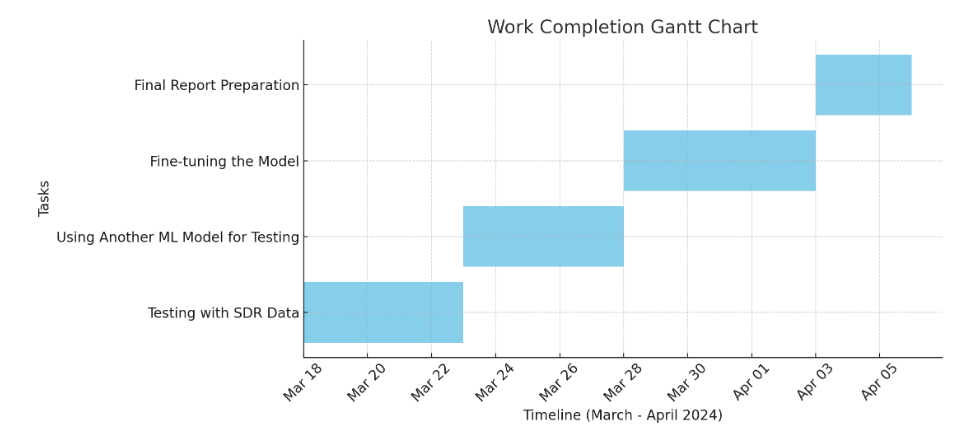 Work Completion Gantt Chart
Final Report Preparation
Fine-tuning the Model
Using Another ML Model for Testing
Testing with SDR Data
Tasks
Mar 18
Mar 20
Mar 22
Mar 24
Mar 26
Mar 28
Mar 30
Apr 01
Apr 03
Apr 05
Timeline (March - April 2024)